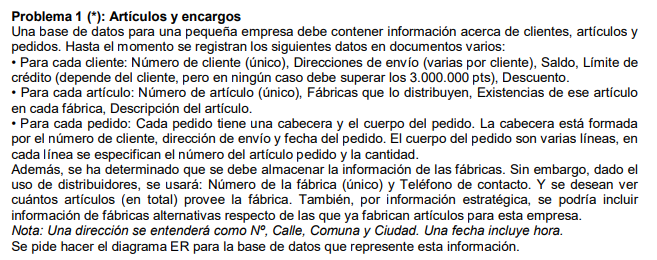 Problema 1 (*): Artículos y encargos
Una base de datos para una pequeña empresa debe contener información acerca de clientes, artículos y
pedidos. Hasta el momento se registran los siguientes datos en documentos varios:
• Para cada cliente: Número de cliente (único), Direcciones de envío (varias por cliente), Saldo, Límite de
crédito (depende del cliente, pero en ningún caso debe superar los 3.000.000 pts), Descuento.
• Para cada artículo: Número de artículo (único), Fábricas que lo distribuyen, Existencias de ese artículo
en cada fábrica, Descripción del artículo.
• Para cada pedido: Cada pedido tiene una cabecera y el cuerpo del pedido. La cabecera está formada
por el número de cliente, dirección de envío y fecha del pedido. El cuerpo del pedido son varias líneas, en
cada línea se especifican el número del artículo pedido y la cantidad.
Además, se ha determinado que se debe almacenar la información de las fábricas. Sin embargo, dado el
uso de distribuidores, se usará: Número de la fábrica (único) y Teléfono de contacto. Y se desean ver
cuántos artículos (en total) provee la fábrica. También, por información estratégica, se podría incluir
información de fábricas alternativas respecto de las que ya fabrican artículos para esta empresa.
Nota: Una dirección se entenderá como Nº, Calle, Comuna y Ciudad. Una fecha incluye hora.
Se pide hacer el diagrama ER para la base de datos que represente esta información.